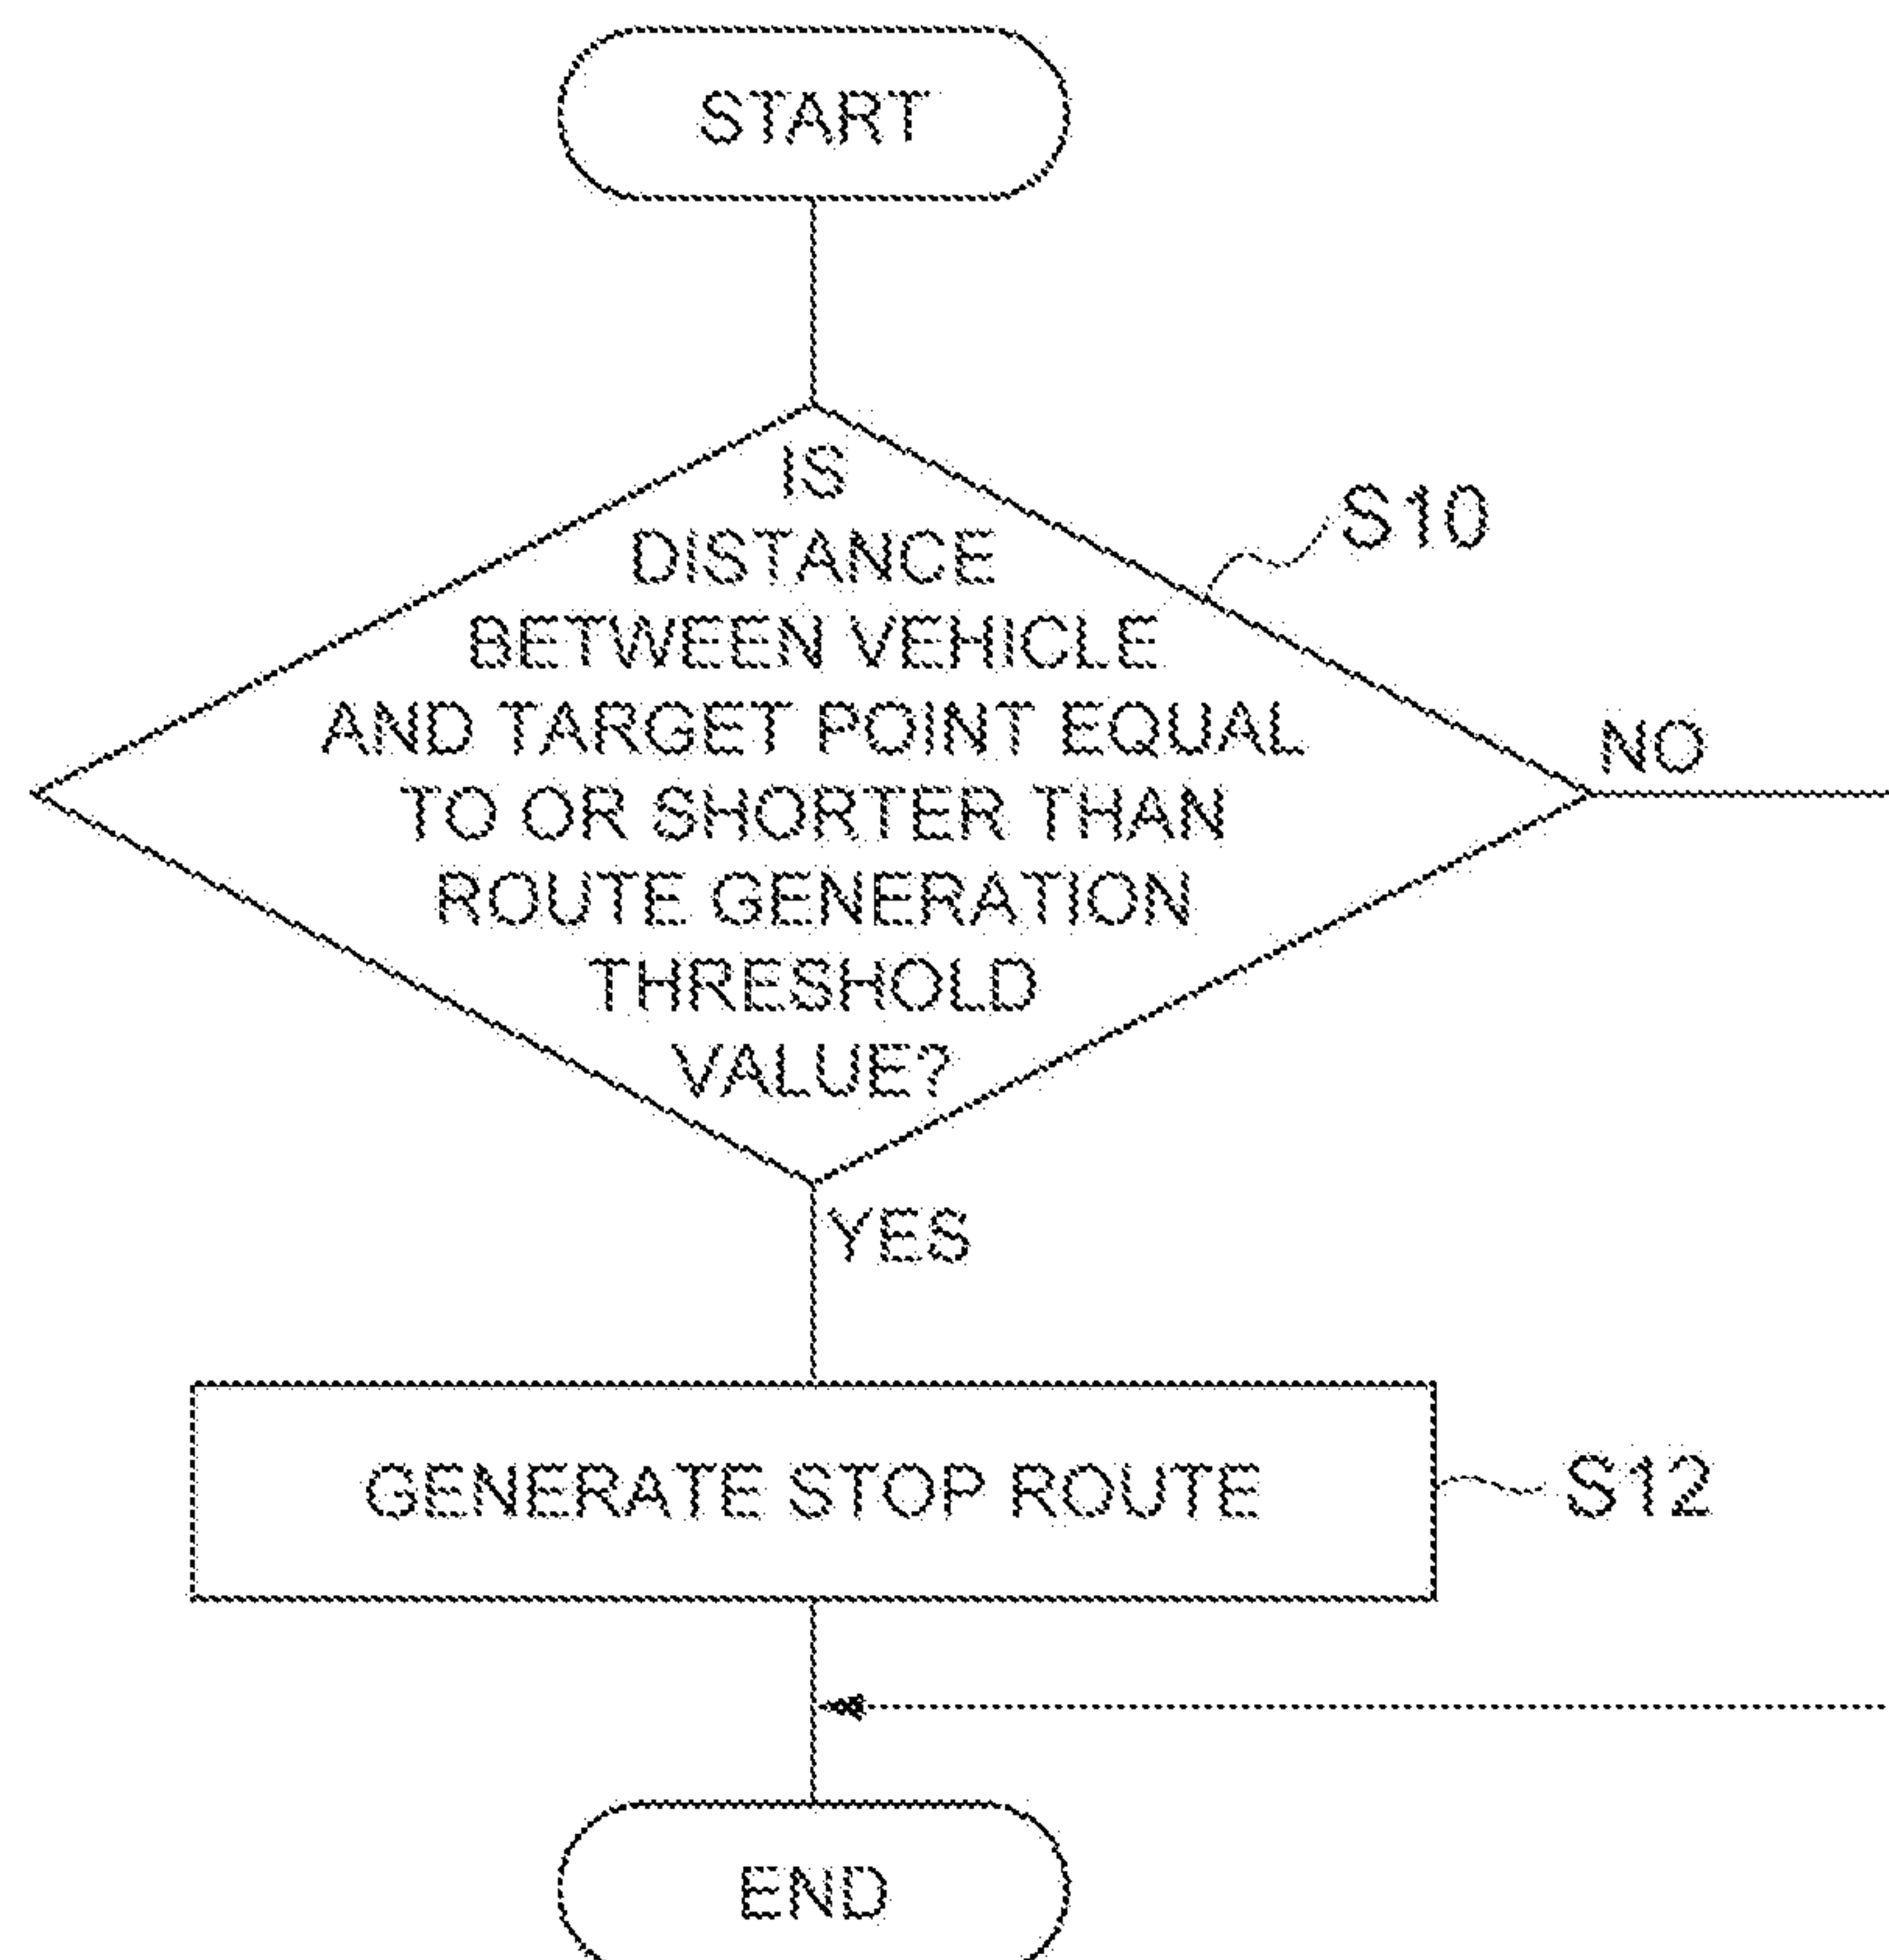 START
IS
DISTANCE
BETWEEN VEHICLE
AND TARGET POINT EQUAL
TO OR SHORTER THAN
ROUTE GENERATION
THRESHOLD
VALUE?
S10
NO
YES
GENERATE STOP ROUTE
S12
END